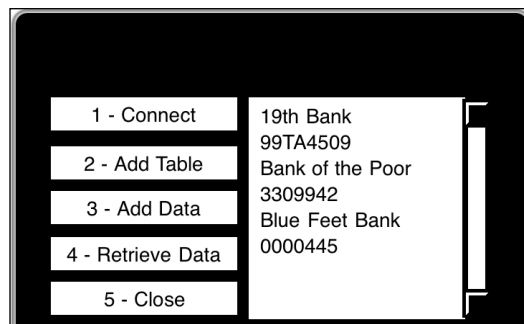 1 - Connect
2 - Add Table
3 - Add Data
4 - Retrieve Data
5 - Close
19th Bank
99TA4509
Bank of the Poor
3309942
Blue Feet Bank
0000445